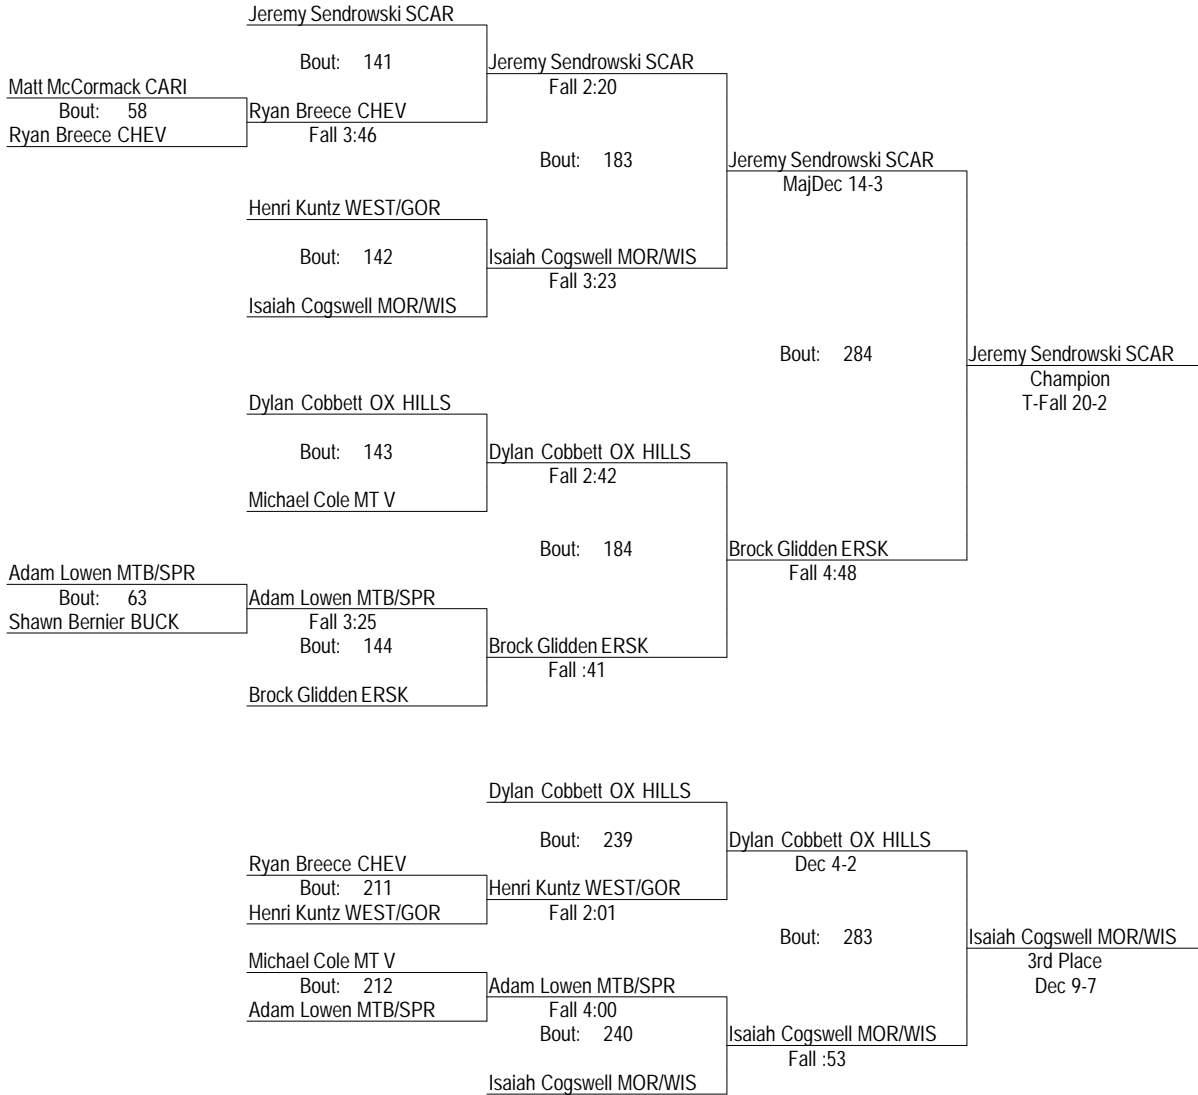 Jeremy Sendrowski SCAR
Bout: 141
Jeremy Sendrowski SCAR
Fall 2:20
Matt McCormack CARI
Bout: 58
Ryan Breece CHEV
Ryan Breece CHEV
Fall 3:46
Bout: 183
Jeremy Sendrowski SCAR
MajDec 14-3
Henri Kuntz WEST/GOR
Bout: 142
Isaiah Cogswell MOR/WIS
Fall 3:23
Isaiah Cogswell MOR/WIS
Bout: 284
Jeremy Sendrowski SCAR
Champion
T-Fall 20-2
Dylan Cobbett OX HILLS
Bout: 143
Dylan Cobbett OX HILLS
Fall 2:42
Michael Cole MT V
Bout: 184
Brock Glidden ERSK
Fall 4:48
Adam Lowen MTB/SPR
Bout: 63
Shawn Bernier BUCK
Adam Lowen MTB/SPR
Fall 3:25
Bout: 144
Brock Glidden ERSK
Fall :41
Brock Glidden ERSK
Dylan Cobbett OX HILLS
Bout: 239
Dylan Cobbett OX HILLS
Dec 4-2
Ryan Breece CHEV
Bout: 211
Henri Kuntz WEST/GOR
Henri Kuntz WEST/GOR
Fall 2:01
Bout: 283
Isaiah Cogswell MOR/WIS
3rd Place
Dec 9-7
Michael Cole MT V
Bout: 212
Adam Lowen MTB/SPR
Adam Lowen MTB/SPR
Fall 4:00
Bout: 240
Isaiah Cogswell MOR/WIS
Fall :53
Isaiah Cogswell MOR/WIS